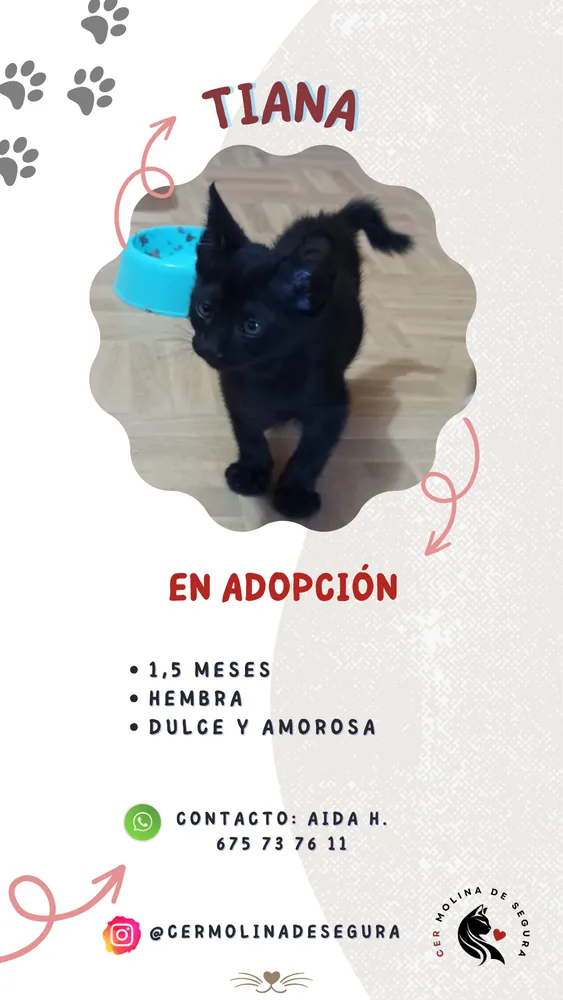 TIANA
EN ADOPCIÓN
• 1,5 MESES
• HEMBRA
• DULCE Y AMOROSA
CONTACTO: AIDA H.
675 73 76 11
@CERMOLINADESEGURA
CER MOLINA DE SEGURA